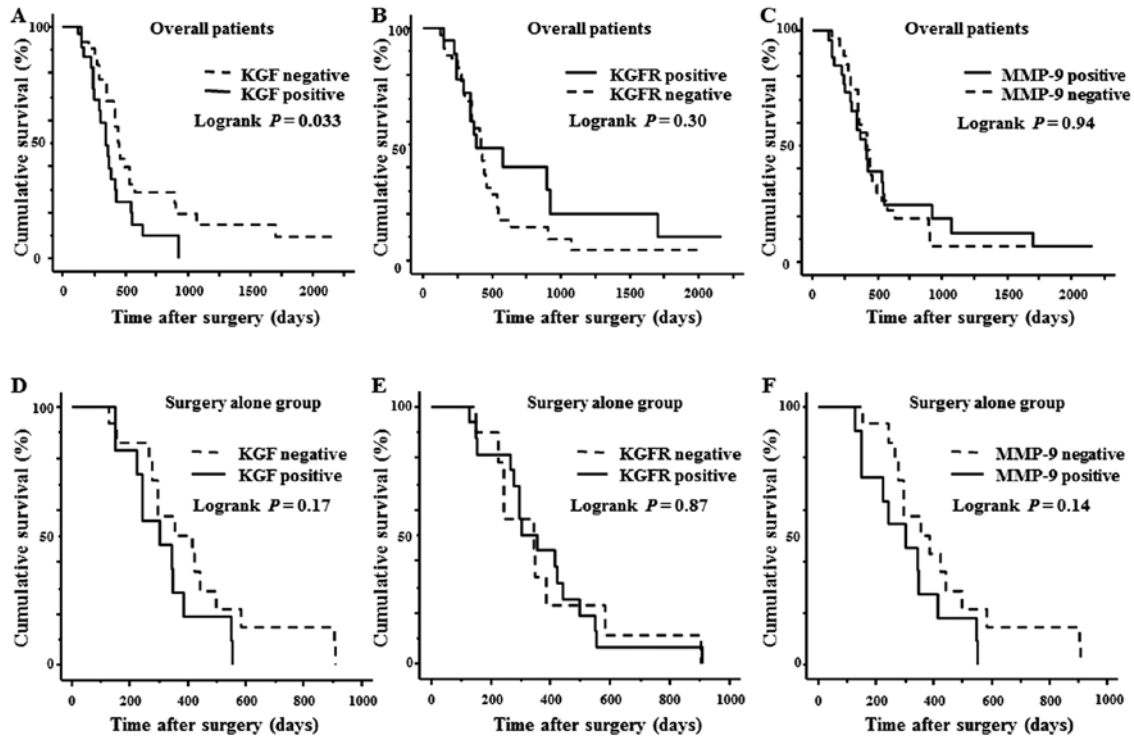 A
Overall patients
KGF negative
KGF positive
Logrank P = 0.033
Cumulative survival (%)
100
50
0
0 500 1000 1500 2000
Time after surgery (days)
B
Overall patients
KGFR positive
KGFR negative
Logrank P = 0.30
Cumulative survival (%)
100
50
0
0 500 1000 1500 2000
Time after surgery (days)
C
Overall patients
MMP-9 positive
MMP-9 negative
Logrank P = 0.94
Cumulative survival (%)
100
50
0
0 500 1000 1500 2000
Time after surgery (days)
D
Surgery alone group
KGF negative
KGF positive
Logrank P = 0.17
Cumulative survival (%)
100
50
0
0 200 400 600 800 1000
Time after surgery (days)
E
Surgery alone group
KGFR negative
KGFR positive
Logrank P = 0.87
Cumulative survival (%)
100
50
0
0 200 400 600 800 1000
Time after surgery (days)
F
Surgery alone group
MMP-9 negative
MMP-9 positive
Logrank P = 0.14
Cumulative survival (%)
100
50
0
0 200 400 600 800 1000
Time after surgery (days)